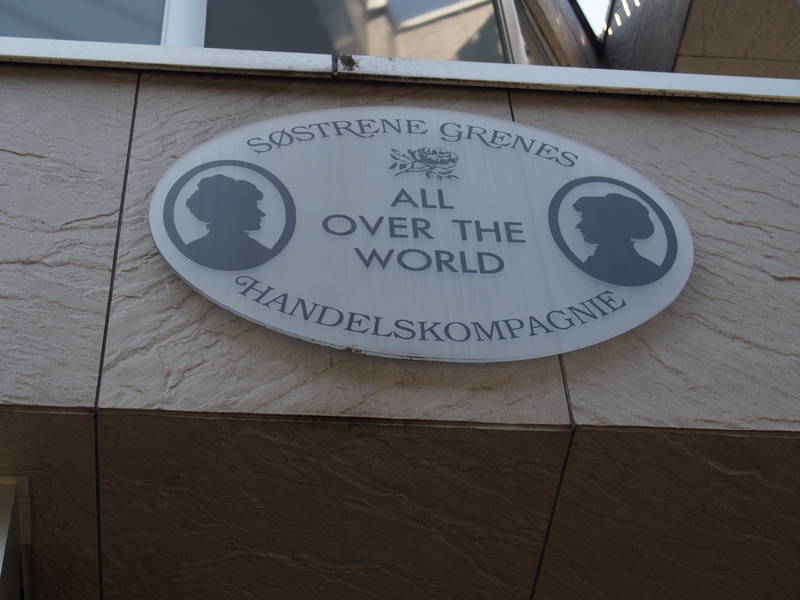 SØSTRENE GRENES
ALL
OVER THE
WORLD
HANDELSKOMPAGNIE